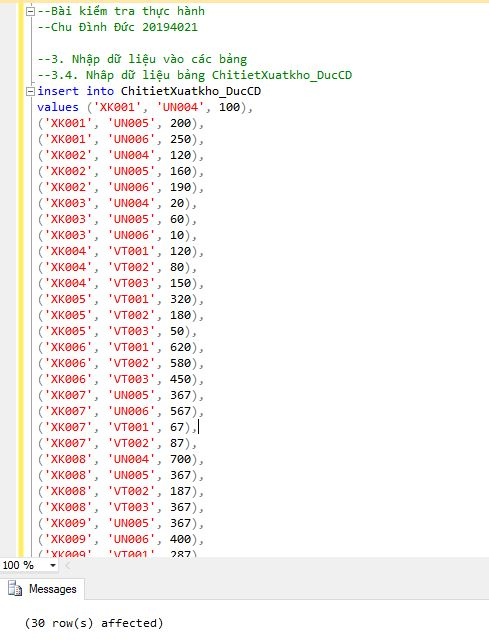 --Bài kiểm tra thực hành
--Chu Đình Đức 20194021
--3. Nhập dữ liệu vào các bảng
--3.4. Nhâp dữ liệu bảng ChitietXuatkho_DucCD
insert into ChitietXuatkho_DucCD
values ('XK001', 'UN004', 100),
('XK001', 'UN005', 200),
('XK001', 'UN006', 250),
('XK002', 'UN004', 120),
('XK002', 'UN005', 160),
('XK002', 'UN006', 190),
('XK003', 'UN004', 20),
('XK003', 'UN005', 60),
('XK003', 'UN006', 10),
('XK004', 'VT001', 120),
('XK004', 'VT002', 80),
('XK004', 'VT003', 150),
('XK005', 'VT001', 320),
('XK005', 'VT002', 180),
('XK005', 'VT003', 50),
('XK006', 'VT001', 620),
('XK006', 'VT002', 580),
('XK006', 'VT003', 450),
('XK007', 'UN005', 367),
('XK007', 'UN006', 567),
('XK007', 'VT001', 67),
('XK007', 'VT002', 87),
('XK008', 'UN004', 700),
('XK008', 'UN005', 367),
('XK008', 'VT002', 187),
('XK008', 'VT003', 367),
('XK009', 'UN005', 367),
('XK009', 'UN006', 400),
('XK009', 'VT001', 287)
100 %
Messages
(30 row(s) affected)